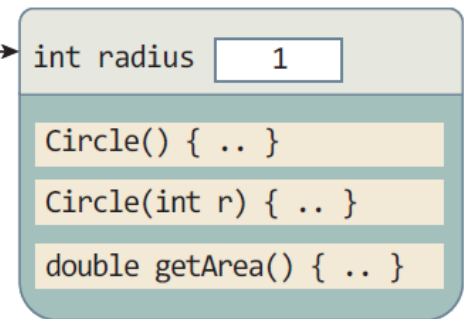 int radius 1
Circle() { .. }
Circle(int r) { .. }
double getArea() { .. }